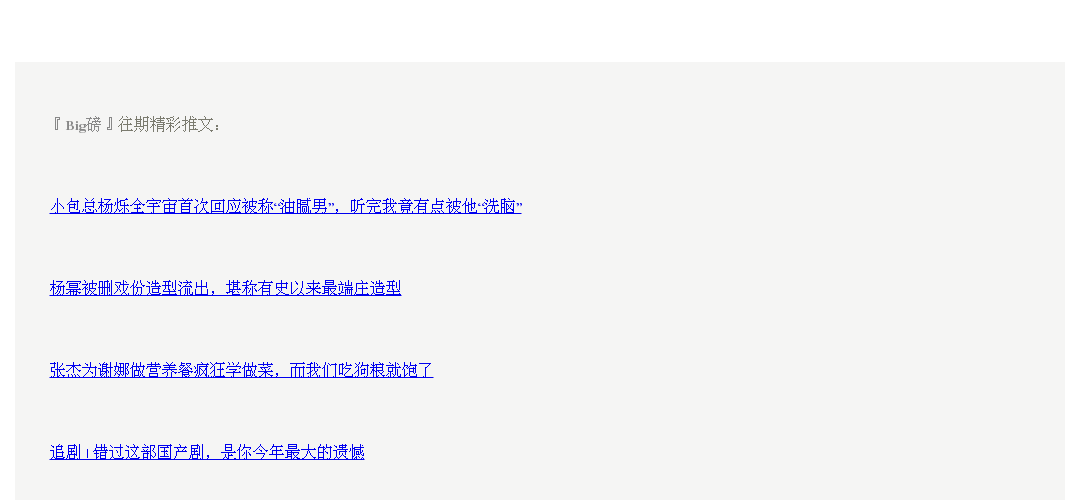 『 Big磅 』往期精彩推文：
小包总杨烁全宇宙首次回应被称“油腻男”，听完我竟有点被他“洗脑”
杨幂被删戏份造型流出，堪称有史以来最端庄造型
张杰为谢娜做营养餐疯狂学做菜，而我们吃狗粮就饱了
追剧 | 错过这部国产剧，是你今年最大的遗憾